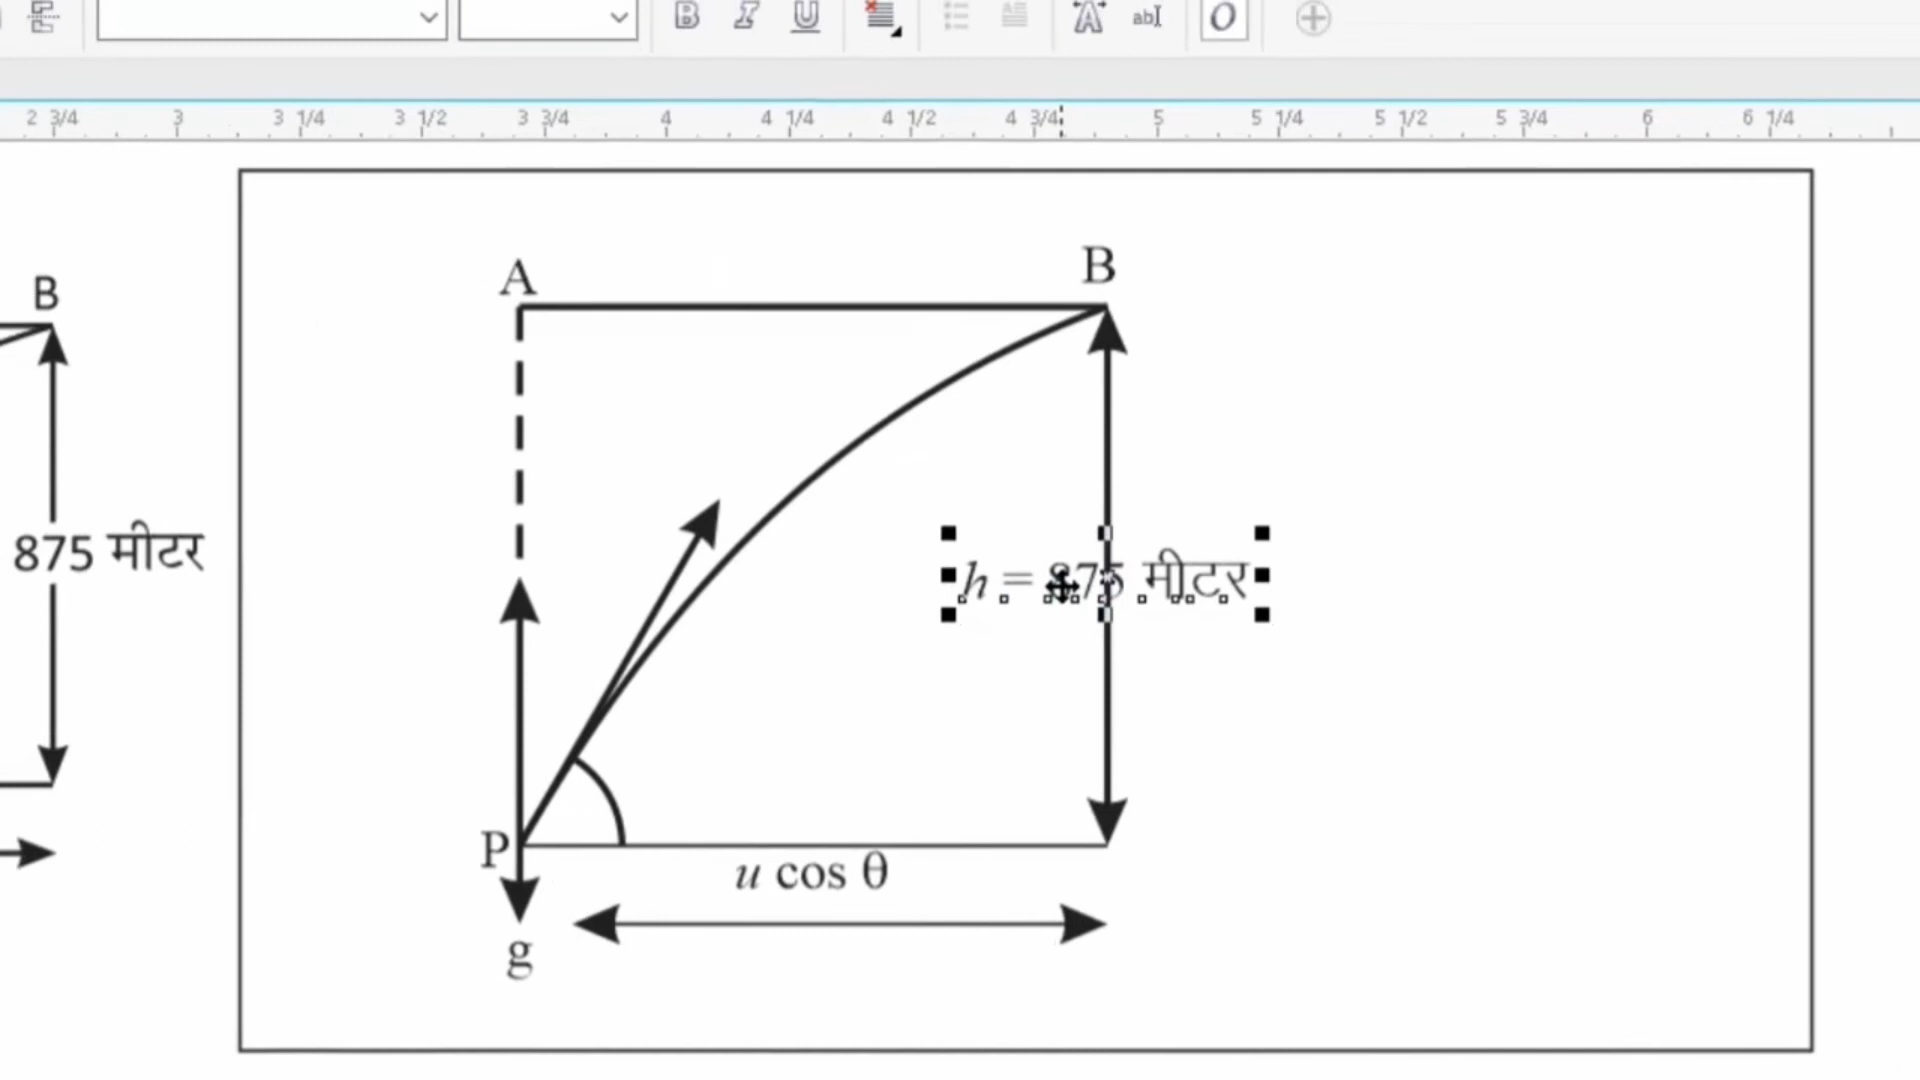 B I U ab O
2 3/4 3 3 1/4 3 1/2 3 3/4 4 4 1/4 4 1/2 4 3/4 5 5 1/4 5 1/2 5 3/4 6 6 1/4
A B
B
875 मीटर
h = 875 मीटर
P
u cos θ
g